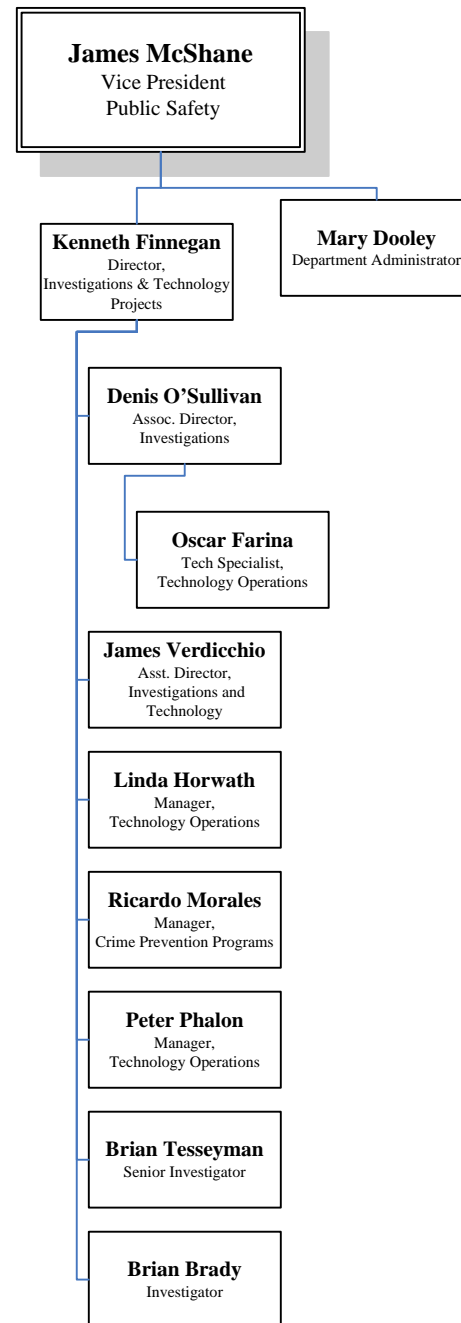 James McShane
Vice President
Public Safety
Kenneth Finnegan
Director,
Investigations & Technology
Projects
Mary Dooley
Department Administrator
Denis O’Sullivan
Assoc. Director,
Investigations
Oscar Farina
Tech Specialist,
Technology Operations
James Verdicchio
Asst. Director,
Investigations and
Technology
Linda Horwath
Manager,
Technology Operations
Ricardo Morales
Manager,
Crime Prevention Programs
Peter Phalon
Manager,
Technology Operations
Brian Tesseyman
Senior Investigator
Brian Brady
Investigator